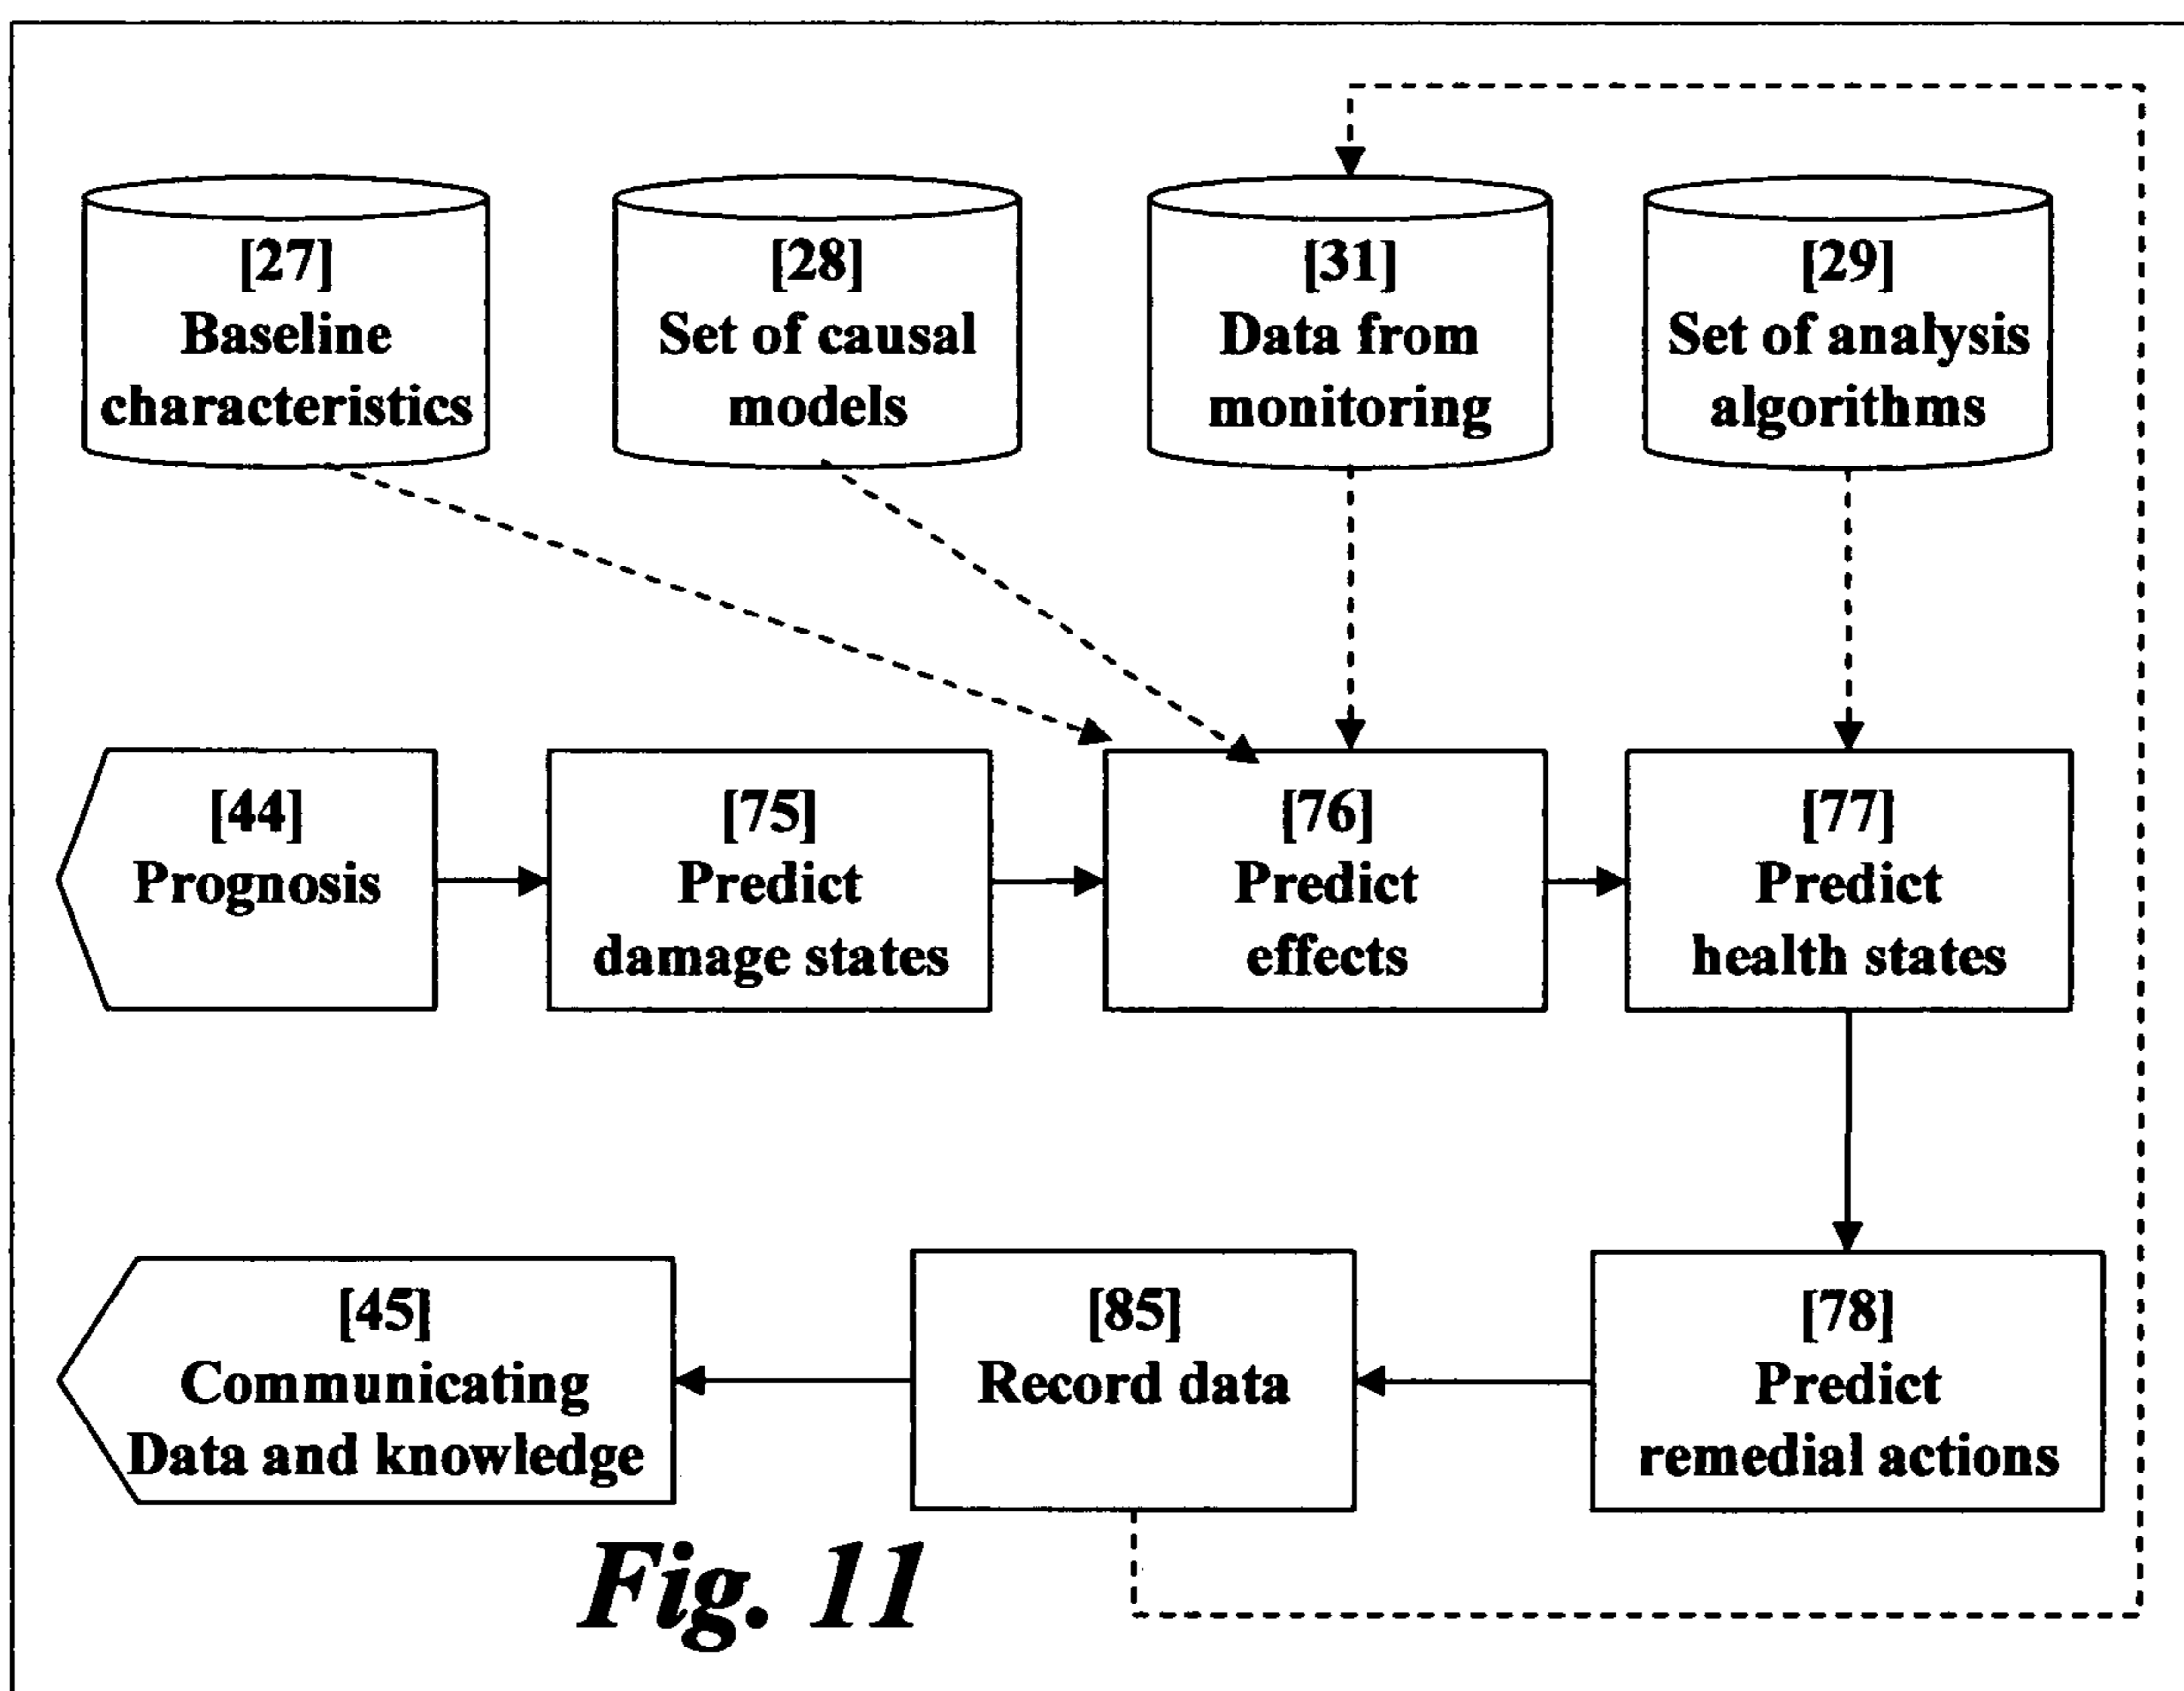 [27]
Baseline
characteristics
[28]
Set of causal
models
[31]
Data from
monitoring
[29]
Set of analysis
algorithms
[44]
Prognosis
[75]
Predict
damage states
[76]
Predict
effects
[77]
Predict
health states
[45]
Communicating
Data and knowledge
[85]
Record data
[78]
Predict
remedial actions
Fig. 11